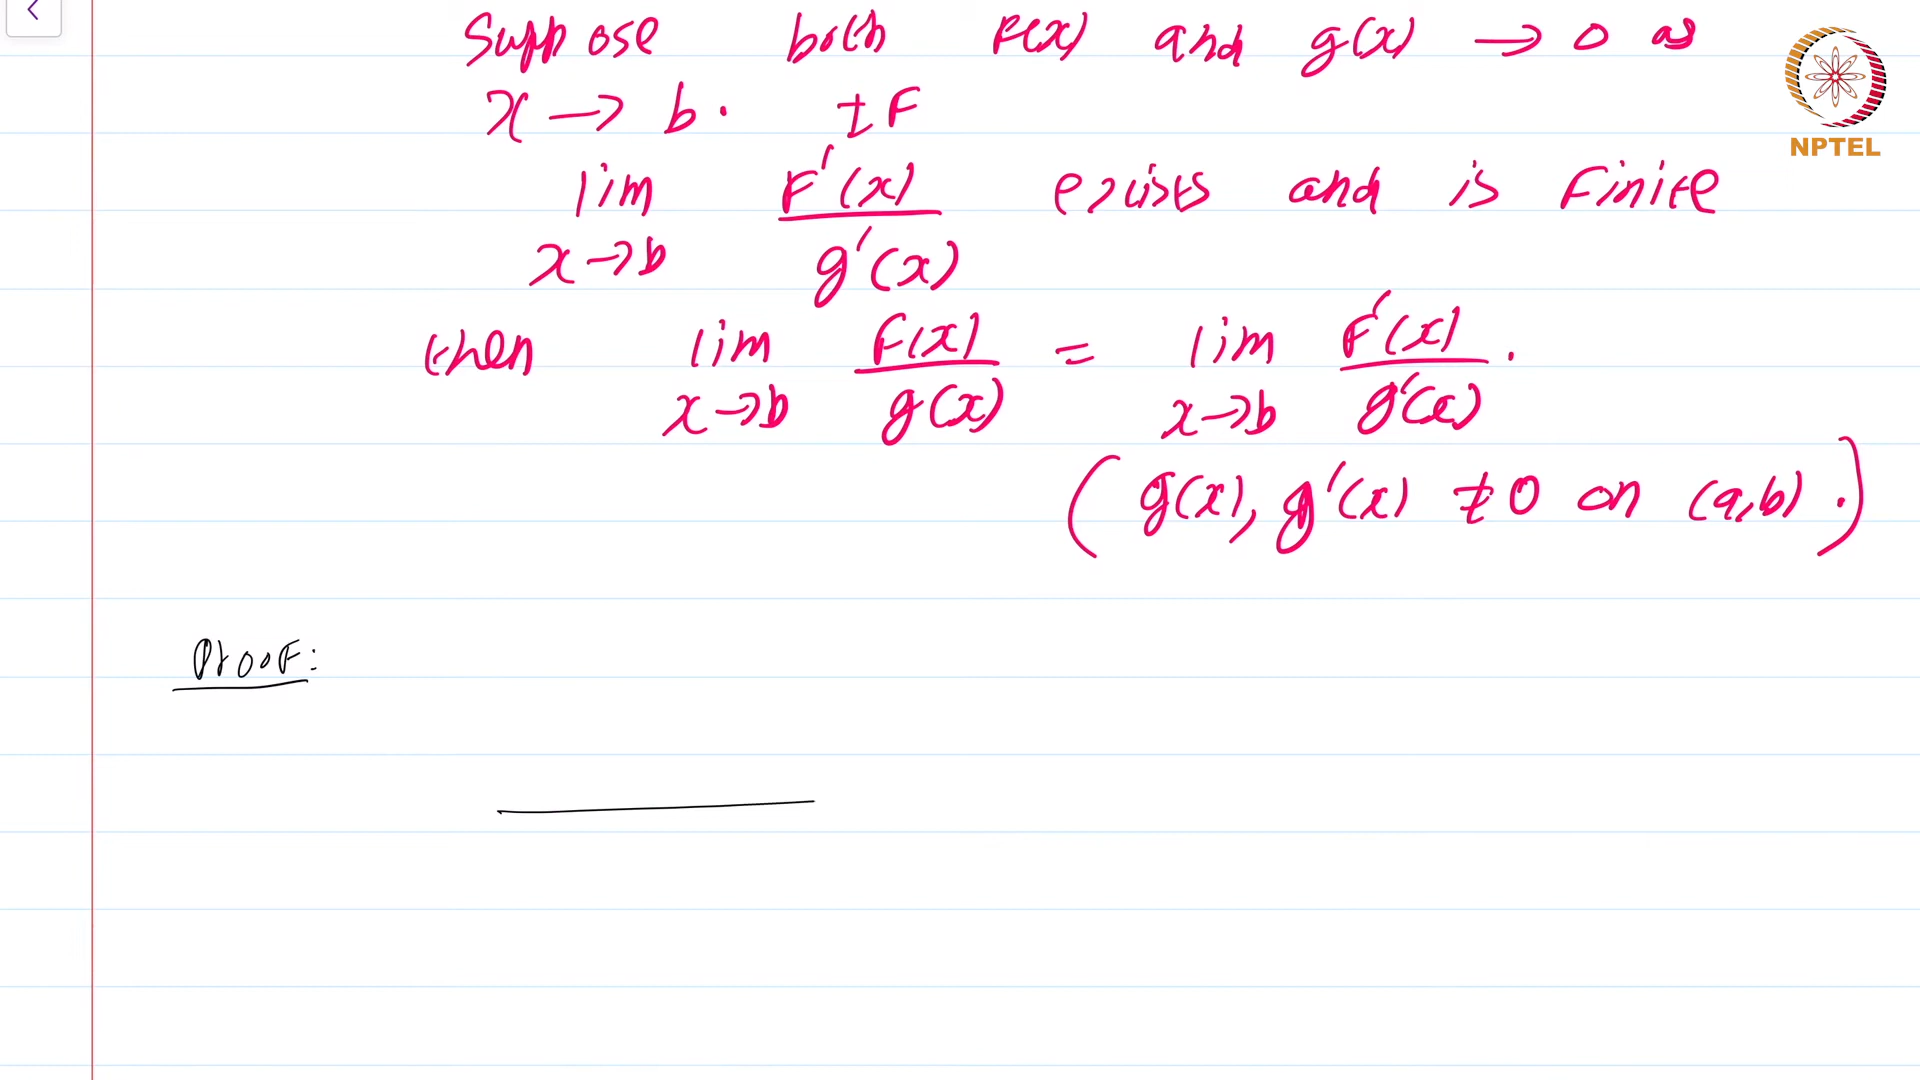 Suppose both F(x) and g(x) → 0 as
x → b. IF
lim F'(x) exists and is Finite
x→b g'(x)
then lim F(x) = lim F'(x) .
x→b g(x) x→b g'(x)
( g(x), g'(x) ≠ 0 on (a,b) . )
Proof:
NPTEL